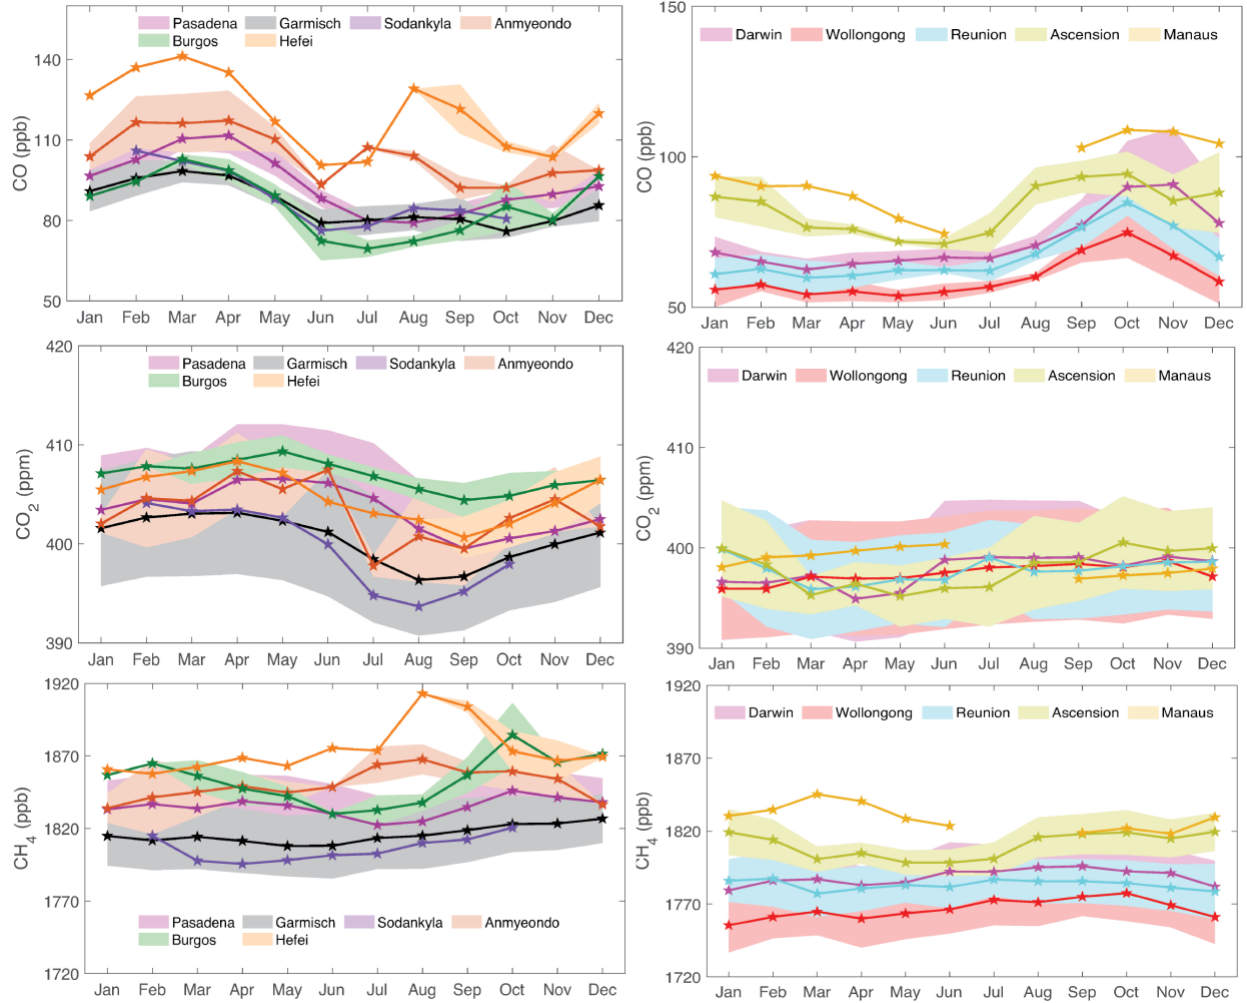 Pasadena Garmisch Sodankyla Anmyeondo
Burgos Hefei
CO (ppb)
140
110
80
50
Jan Feb Mar Apr May Jun Jul Aug Sep Oct Nov Dec
150
Darwin Wollongong Reunion Ascension Manaus
CO (ppb)
100
50
Jan Feb Mar Apr May Jun Jul Aug Sep Oct Nov Dec
420
Pasadena Garmisch Sodankyla Anmyeondo
Burgos Hefei
CO2 (ppm)
410
400
390
Jan Feb Mar Apr May Jun Jul Aug Sep Oct Nov Dec
420
Darwin Wollongong Reunion Ascension Manaus
CO2 (ppm)
410
400
390
Jan Feb Mar Apr May Jun Jul Aug Sep Oct Nov Dec
1920
CH4 (ppb)
1870
1820
1770
Pasadena Garmisch Sodankyla Anmyeondo
Burgos Hefei
1720
Jan Feb Mar Apr May Jun Jul Aug Sep Oct Nov Dec
1920
Darwin Wollongong Reunion Ascension Manaus
CH4 (ppb)
1870
1820
1770
1720
Jan Feb Mar Apr May Jun Jul Aug Sep Oct Nov Dec